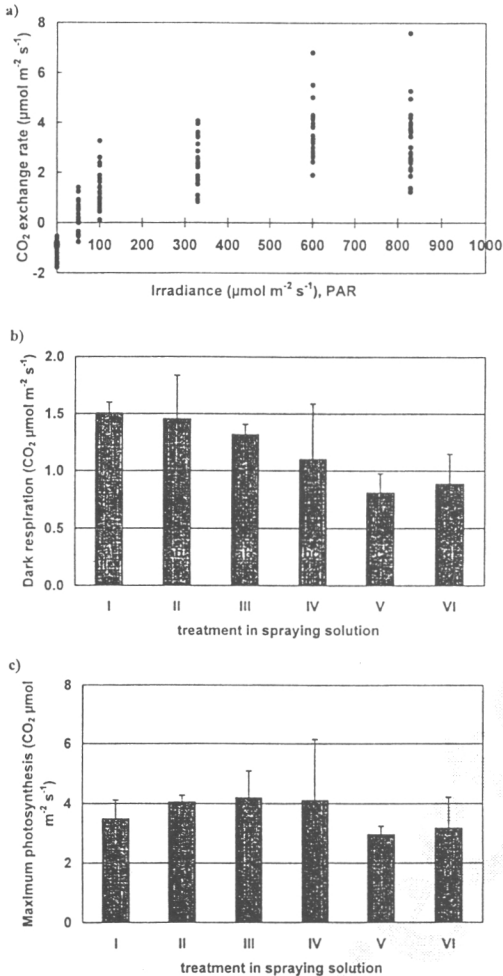 a)
CO₂ exchange rate (µmol m⁻² s⁻¹)
8
6
4
2
0
-2
100 200 300 400 500 600 700 800 900 1000
Irradiance (µmol m⁻² s⁻¹), PAR
b)
Dark respiration (CO₂ µmol m⁻² s⁻¹)
2.0
1.5
1.0
0.5
0.0
bc
I II III IV V VI
treatment in spraying solution
c)
Maximum photosynthesis (CO₂ µmol
m⁻² s⁻¹)
8
6
4
2
0
I II III IV V VI
treatment in spraying solution